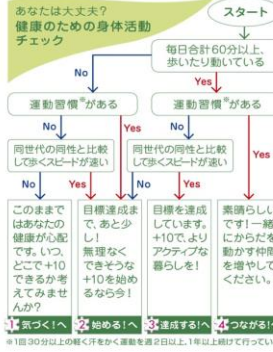 あなたは大丈夫?
健康のための身体活動
チェック
スタート
毎日合計60分以上、
歩いたり動いている
No
Yes
運動習慣※がある
運動習慣※がある
No
Yes
No
Yes
同世代の同性と比較
して歩くスピードが速い
同世代の同性と比較
して歩くスピードが速い
No
Yes
No
Yes
このままで
はあなたの
健康が心配
です。いつ、
どこで+10
できるか考
えてみませ
んか?
目標達成ま
で、あと少
し!
無理なく
できそうな
+10を始め
るなら今!
目標を達成
しています。
+10で、より
アクティブな
暮らしを!
素晴らしい
です!一緒
にからだを
動かす仲間
を増やして
ください。
1 気づく!へ
2 始める!へ
3 達成する!へ
4 つながる!へ
※1回30分以上の軽く汗をかく運動を週2日以上、1年以上続けて行ってい